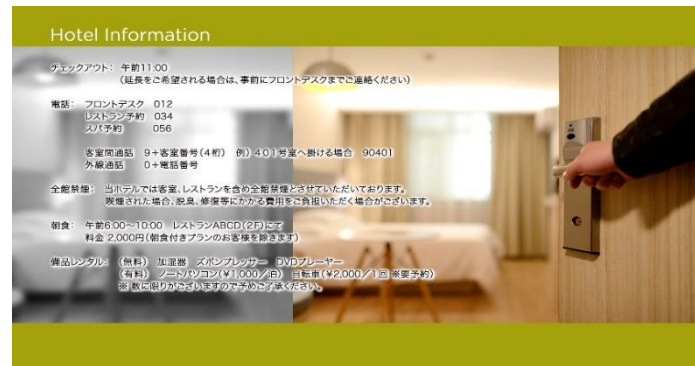 Hotel Information
チェックアウト： 午前11:00
（延長をご希望される場合は、事前にフロントデスクまでご連絡ください）
電話： フロントデスク 012
レストラン予約 034
スパ予約 056
客室間通話 9+客室番号(4桁) 例) 401号室へ掛ける場合 90401
外線通話 0+電話番号
全館禁煙： 当ホテルでは客室、レストランを含め全館禁煙とさせていただいております。
喫煙された場合、脱臭、修復等にかかる費用をご負担いただく場合がございます。
朝食： 午前6:00～10:00 レストランABCD(2F)にて
料金 2,000円(朝食付きプランのお客様を除きます)
備品レンタル： (無料) 加湿器 ズボンプレッサー DVDプレーヤー
(有料) ノートパソコン(¥1,000／泊) 自転車(¥2,000／1回 ※要予約)
※ 数に限りがございますので予めご了承ください。